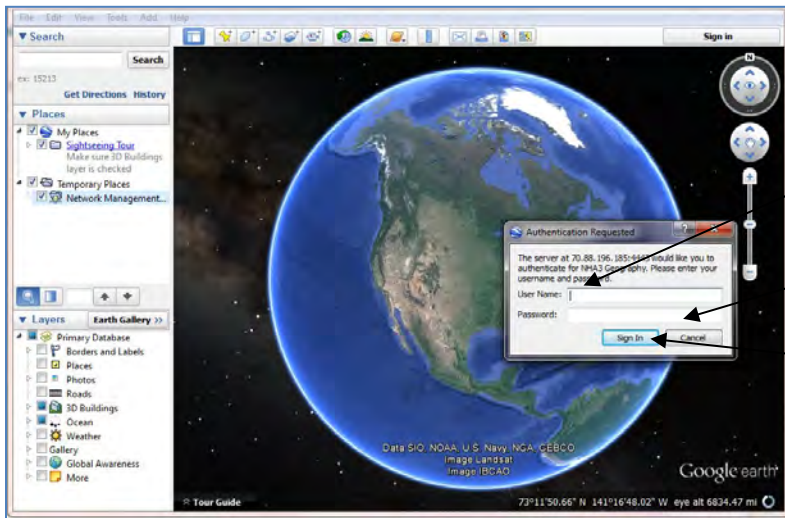 File Edit View Tools Add Help
Search
Sign in
Search
ex: 15213
Get Directions History
Places
My Places
Sightseeing Tour
Make sure 3D Buildings
layer is checked
Temporary Places
Network Management...
N
Authentication Requested
The server at 70.88.196.185:4443 would like you to
authenticate for NHA3 Geography. Please enter your
username and password.
User Name:
Password:
Sign In Cancel
Layers Earth Gallery >>
Primary Database
Borders and Labels
Places
Photos
Roads
3D Buildings
Ocean
Weather
Gallery
Global Awareness
More
Data SIO, NOAA, U.S. Navy, NGA, GEBCO
Image Landsat
Image IBCAO
Google earth
Tour Guide
73°11'50.66" N 141°16'48.02" W eye alt 6834.47 mi